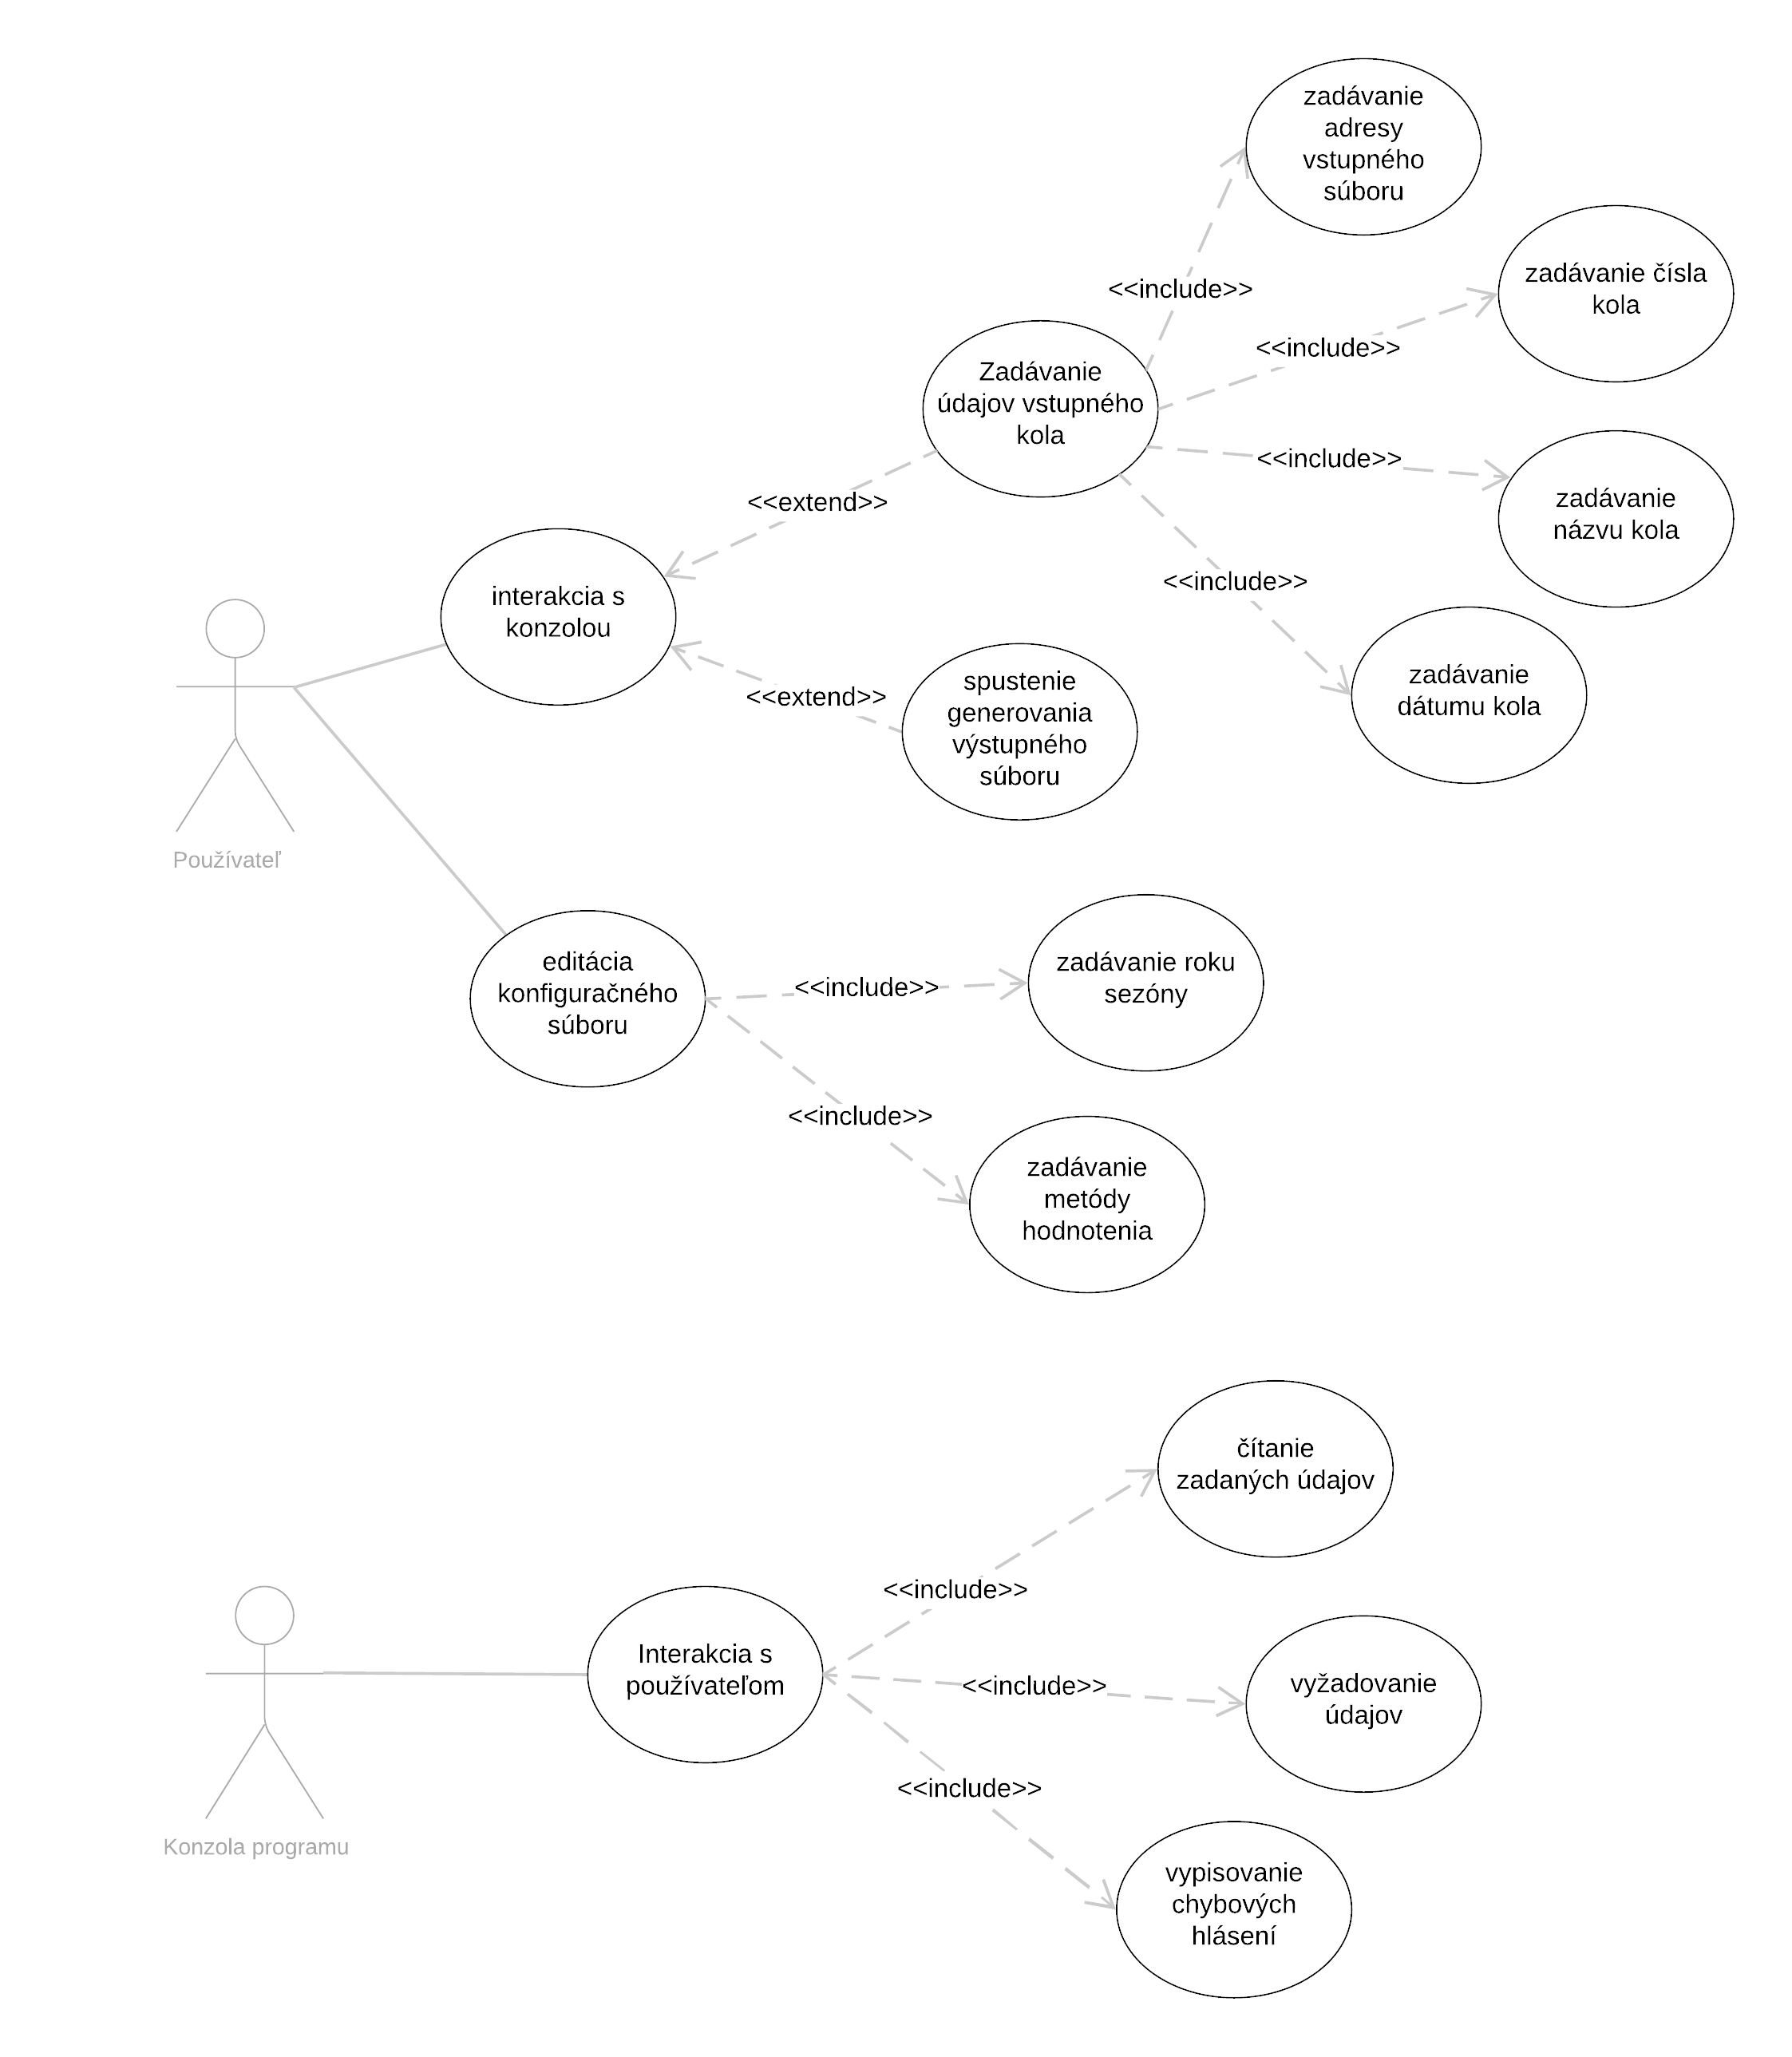 zadávanie
adresy
vstupného
súboru
zadávanie čísla
kola
<<include>>
<<include>>
Zadávanie
údajov vstupného
kola
<<include>>
zadávanie
názvu kola
<<extend>>
<<include>>
interakcia s
konzolou
zadávanie
dátumu kola
<<extend>>
spustenie
generovania
výstupného
súboru
Používateľ
editácia
konfiguračného
súboru
<<include>>
zadávanie roku
sezóny
<<include>>
zadávanie
metódy
hodnotenia
čítanie
zadaných údajov
<<include>>
Interakcia s
používateľom
<<include>>
vyžadovanie
údajov
<<include>>
Konzola programu
vypisovanie
chybových
hlásení